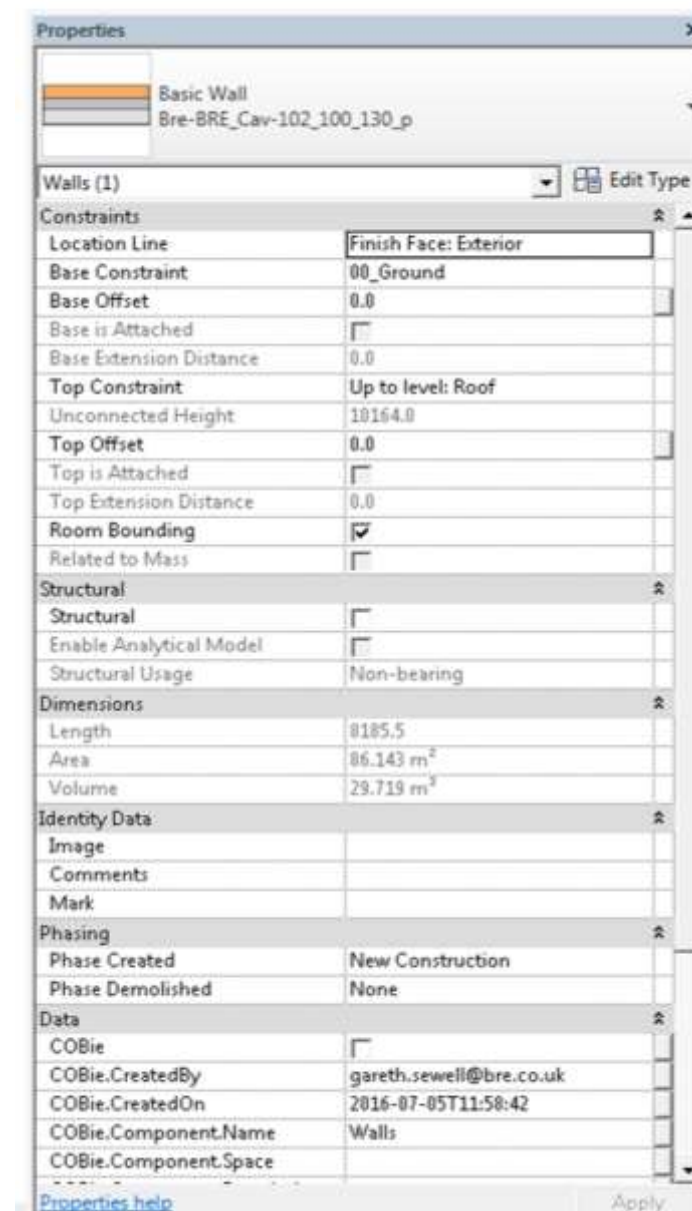 Properties
Basic Wall
Bre-BRE_Cav-102_100_130_p
Walls (1) Edit Type
Constraints
Location Line Finish Face: Exterior
Base Constraint 00_Ground
Base Offset 0.0
Base is Attached
Base Extension Distance 0.0
Top Constraint Up to level: Roof
Unconnected Height 10164.0
Top Offset 0.0
Top is Attached
Top Extension Distance 0.0
Room Bounding
Related to Mass
Structural
Structural
Enable Analytical Model
Structural Usage Non-bearing
Dimensions
Length 8185.5
Area 86.143 m²
Volume 29.719 m³
Identity Data
Image
Comments
Mark
Phasing
Phase Created New Construction
Phase Demolished None
Data
COBie
COBie.CreatedBy gareth.sewell@bre.co.uk
COBie.CreatedOn 2016-07-05T11:58:42
COBie.Component.Name Walls
COBie.Component.Space
Properties help Apply